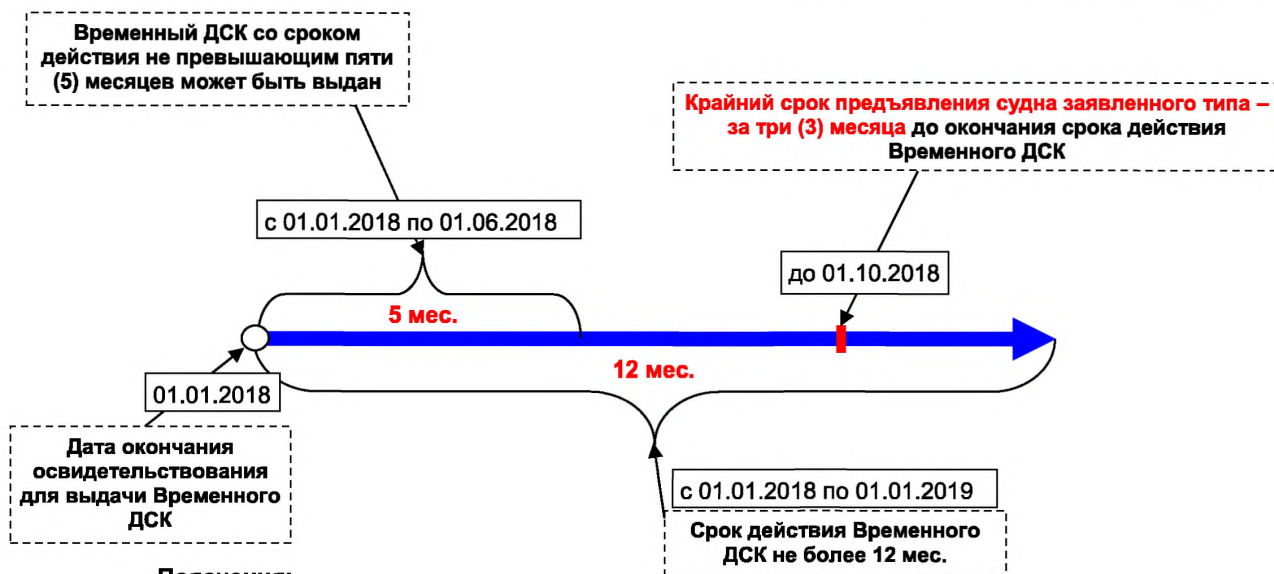 Временный ДСК со сроком
действия не превышающим пяти
(5) месяцев может быть выдан
Крайний срок предъявления судна заявленного типа –
за три (3) месяца до окончания срока действия
Временного ДСК
с 01.01.2018 по 01.06.2018
до 01.10.2018
5 мес.
12 мес.
01.01.2018
Дата окончания
освидетельствования
для выдачи Временного
ДСК
с 01.01.2018 по 01.01.2019
Срок действия Временного
ДСК не более 12 мес.